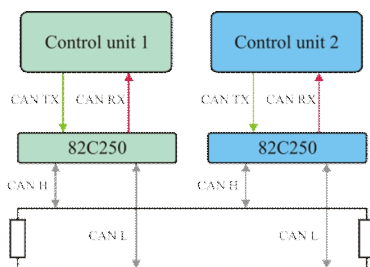 Control unit 1 Control unit 2
CAN TX CAN RX CAN TX CAN RX
82C250 82C250
CAN H CAN H
CAN L CAN L